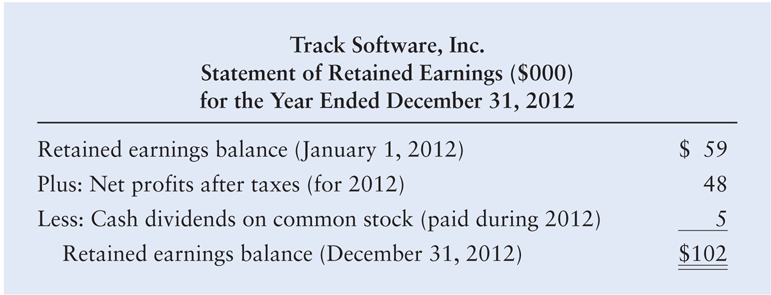 Track Software, Inc.
Statement of Retained Earnings ($000)
for the Year Ended December 31, 2012
Retained earnings balance (January 1, 2012) $ 59
Plus: Net profits after taxes (for 2012) 48
Less: Cash dividends on common stock (paid during 2012) 5
Retained earnings balance (December 31, 2012) $102